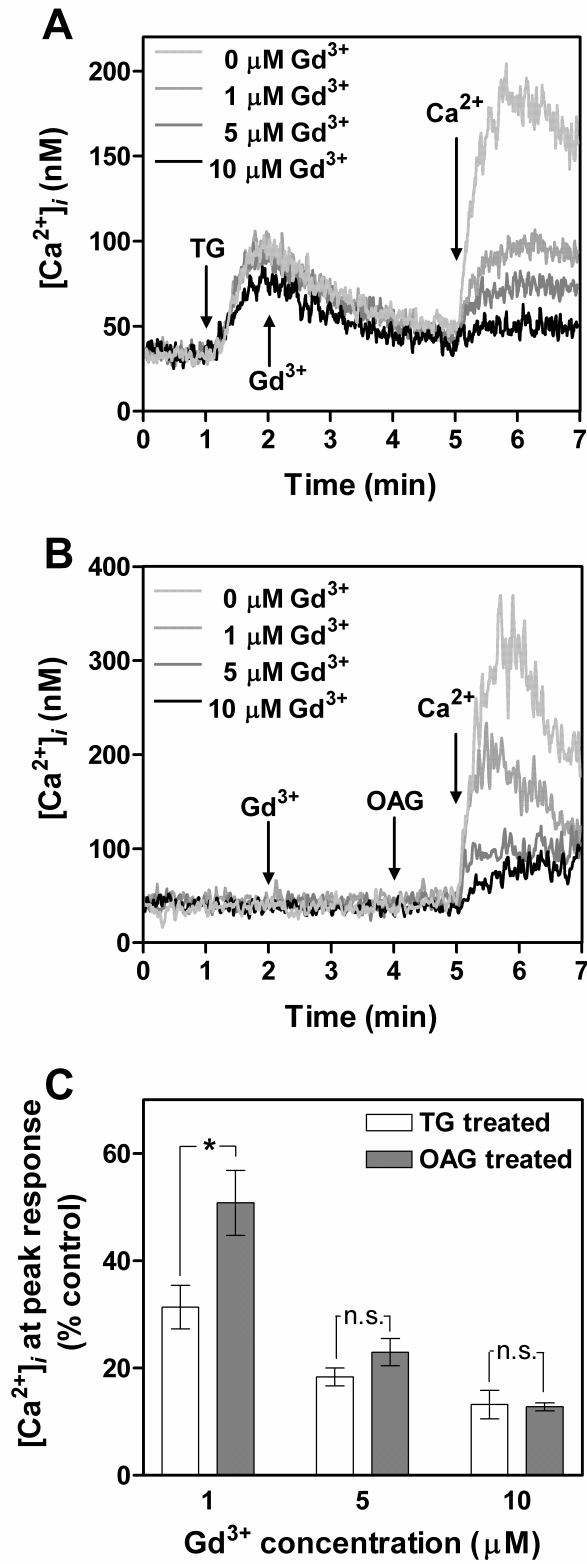 A
[Ca²⁺]i (nM)
200
150
100
50
0
0 μM Gd³⁺
1 μM Gd³⁺
5 μM Gd³⁺
10 μM Gd³⁺
Ca²⁺
TG
Gd³⁺
0 1 2 3 4 5 6 7
Time (min)
B
[Ca²⁺]i (nM)
400
300
200
100
0
0 μM Gd³⁺
1 μM Gd³⁺
5 μM Gd³⁺
10 μM Gd³⁺
Ca²⁺
Gd³⁺
OAG
0 1 2 3 4 5 6 7
Time (min)
C
[Ca²⁺]i at peak response
(% control)
60
40
20
0
TG treated
OAG treated
*
n.s.
n.s.
1 5 10
Gd³⁺ concentration (μM)